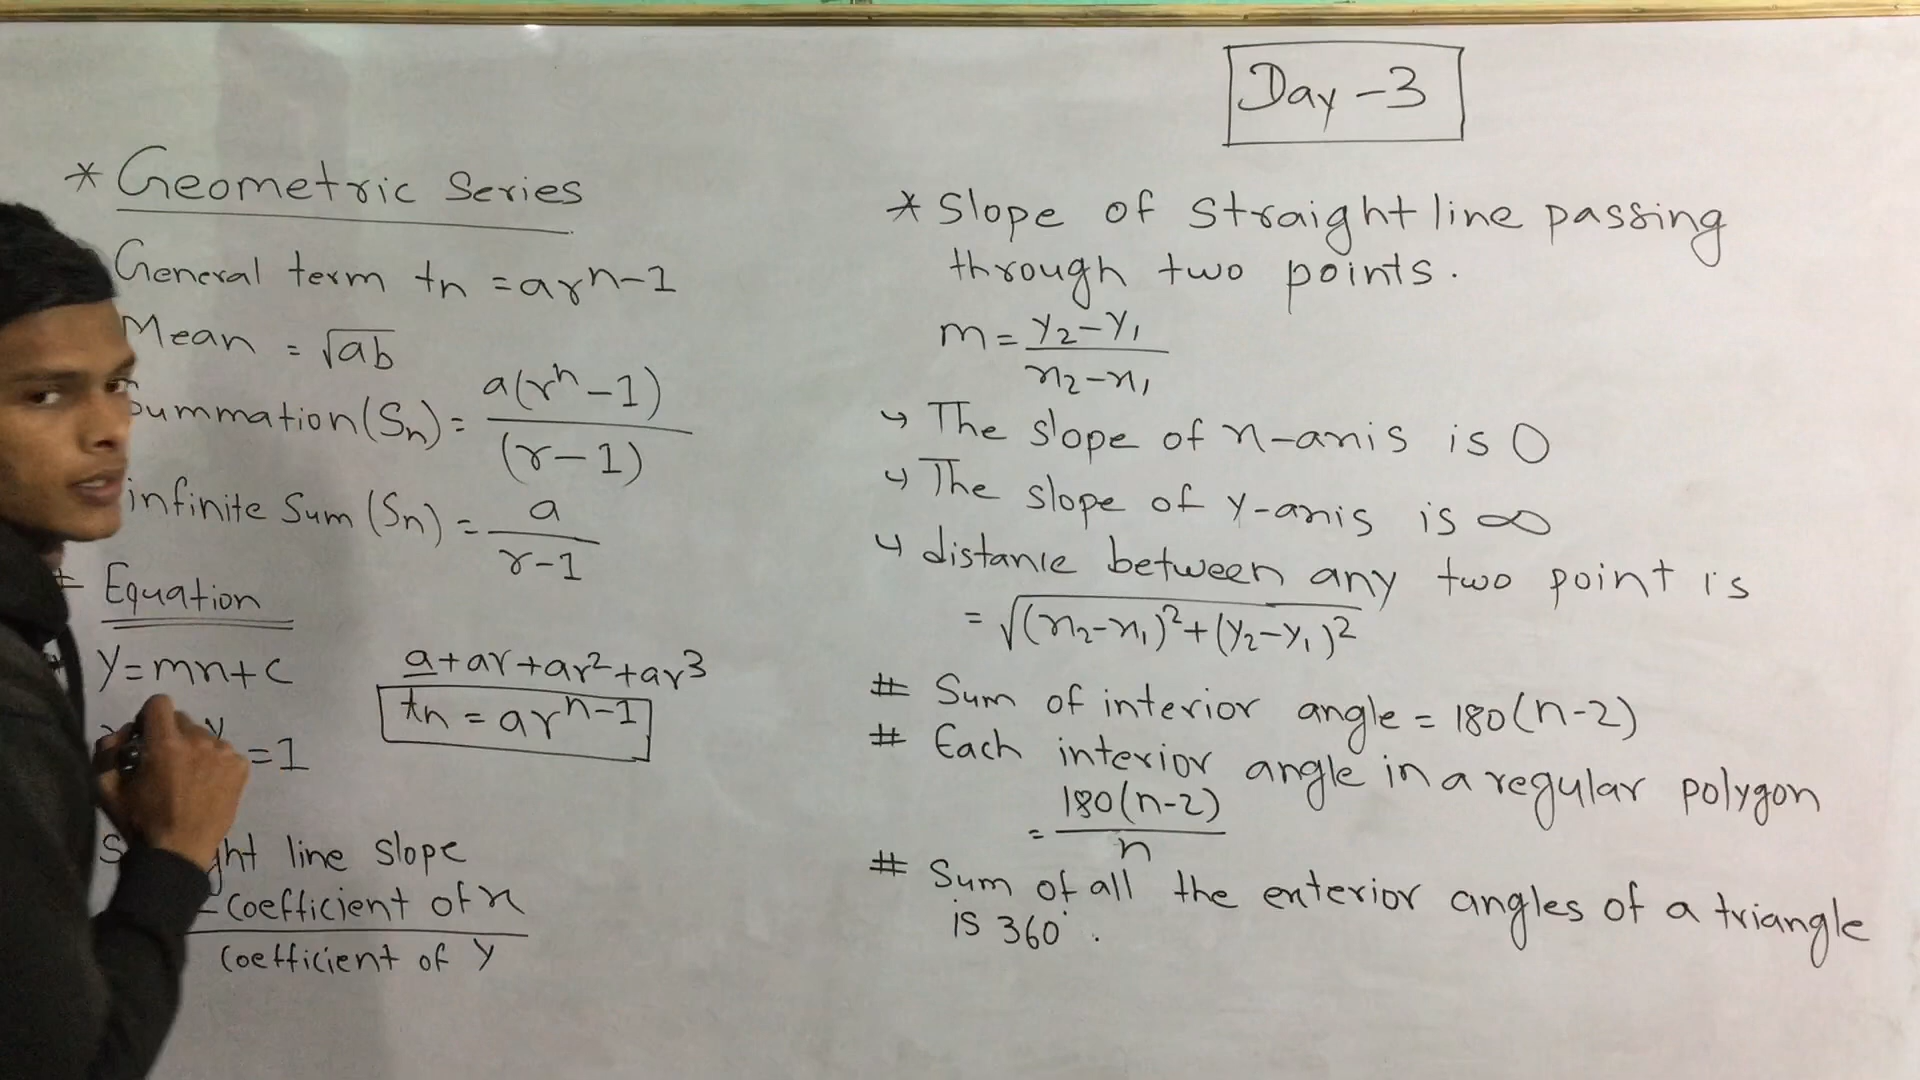 Day-3
* Geometric Series
General term tn = ar^n-1
Mean = √ab
Summation (Sn) = a(r^n-1) / (r-1)
infinite Sum (Sn) = a / r-1
Equation
y=mx+c
y =1
ht line slope
-coefficient of x
coefficient of y
a+ar+ar²+ar³
tn = ar^n-1
* Slope of straight line passing
through two points.
m = y₂-y₁ / x₂-x₁
↳ The slope of x-axis is 0
↳ The slope of y-axis is ∞
↳ distance between any two point is
= √(x₂-x₁)²+(y₂-y₁)²
# Sum of interior angle = 180(n-2)
# Each interior angle in a regular polygon
= 180(n-2) / n
# Sum of all the exterior angles of a triangle
is 360°.